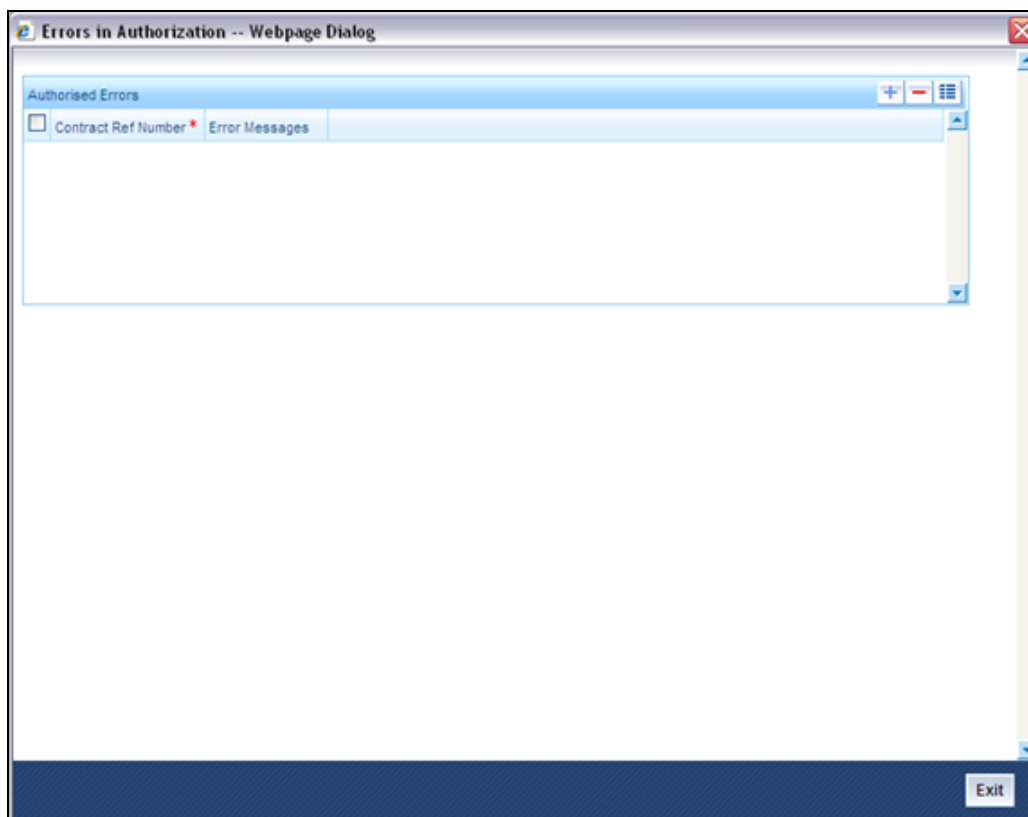 Errors in Authorization -- Webpage Dialog
Authorised Errors
Contract Ref Number * Error Messages
Exit